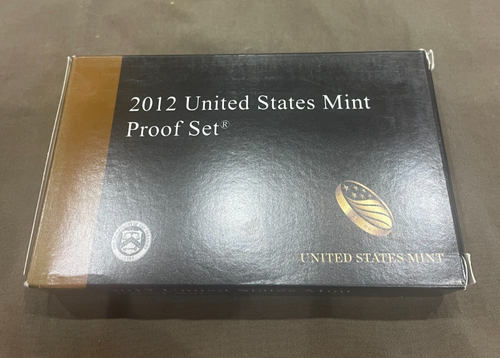 2012 United States Mint
Proof Set®
UNITED STATES MINT